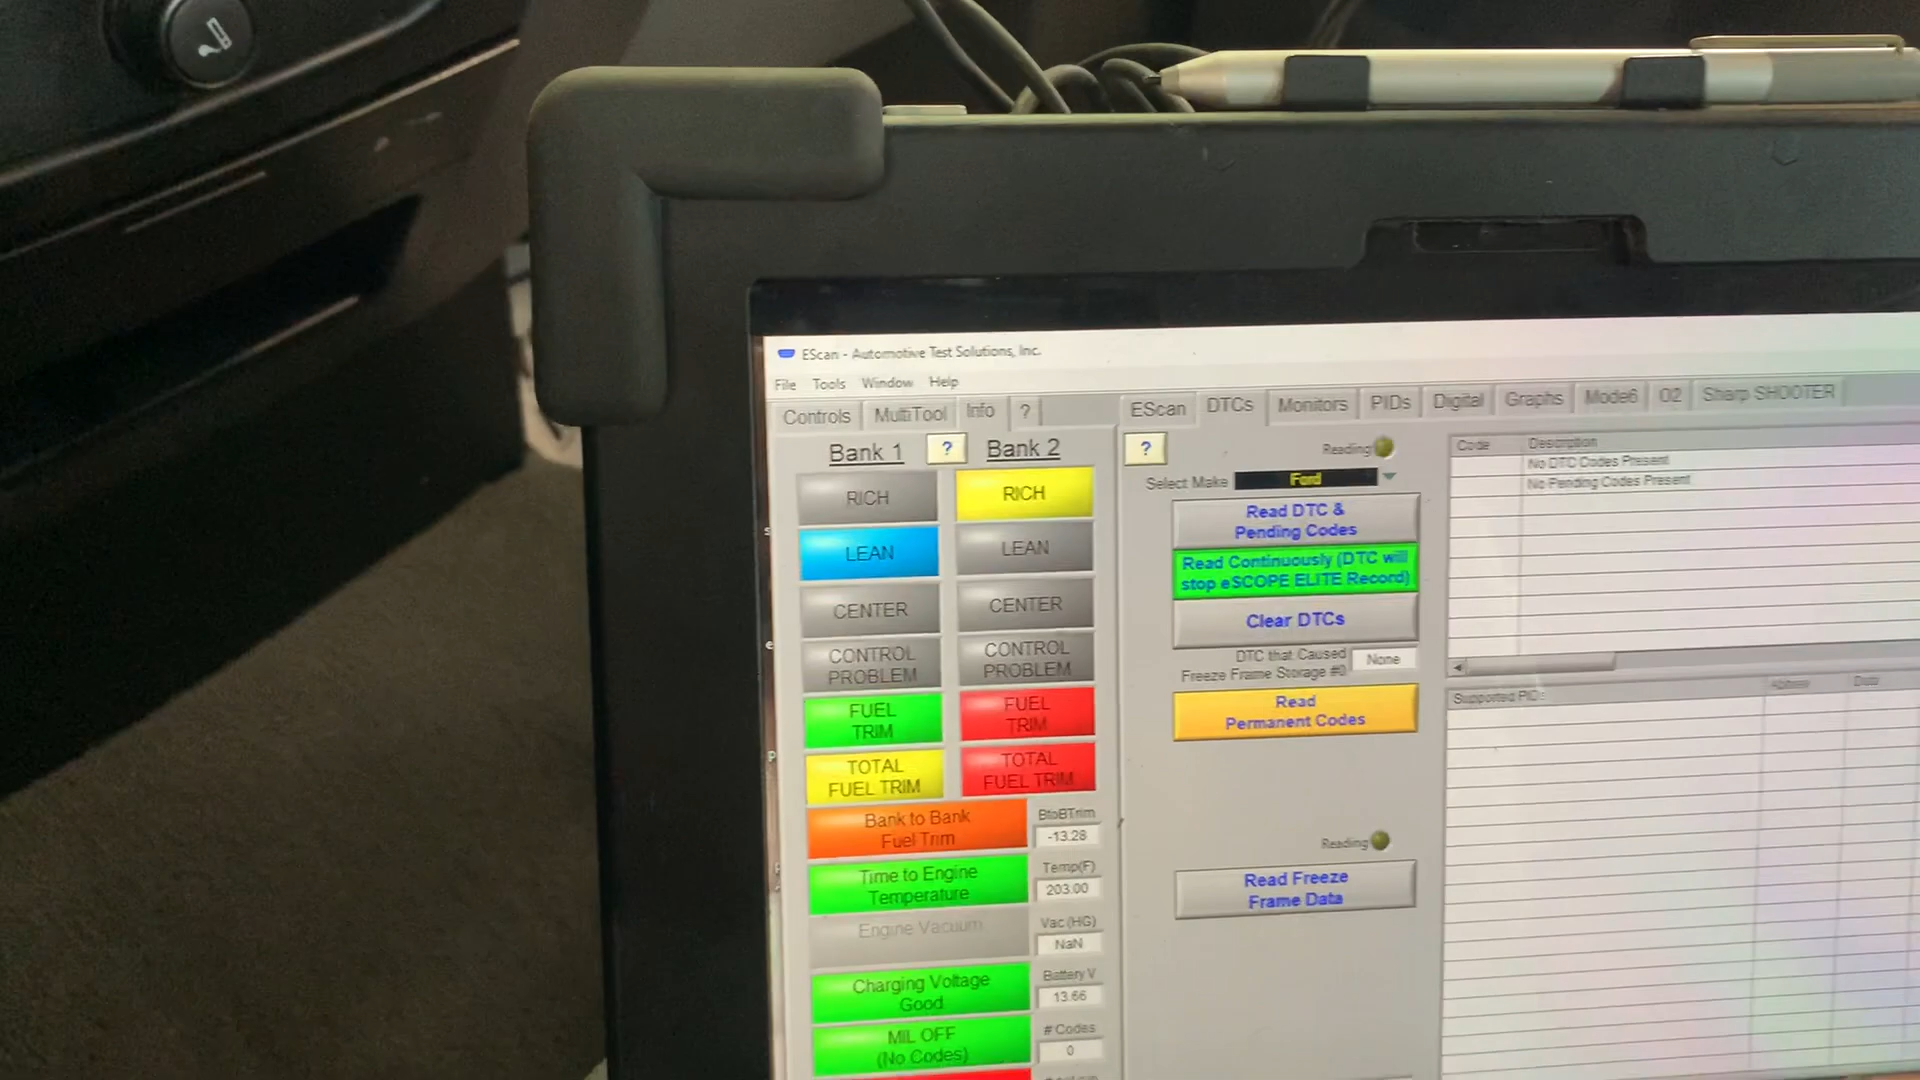 EScan - Automotive Test Solutions, Inc.
File Tools Window Help
Controls MultiTool Info ?
EScan DTCs Monitors PIDs Digital Graphs Mode6 O2 Sharp SHOOTER
Bank 1 ? Bank 2
RICH RICH
LEAN LEAN
CENTER CENTER
CONTROL PROBLEM CONTROL PROBLEM
FUEL TRIM FUEL TRIM
TOTAL FUEL TRIM TOTAL FUEL TRIM
Bank to Bank
Fuel Trim
BtoBTrim
-13.28
Time to Engine
Temperature
Temp(F)
203.00
Engine Vacuum
Vac (HG)
NaN
Charging Voltage
Good
Battery V
13.66
MIL OFF
(No Codes)
# Codes
0
?
Reading
Select Make Ford
Read DTC &
Pending Codes
Read Continuously (DTC will
stop eSCOPE ELITE Record)
Clear DTCs
DTC that Caused
Freeze Frame Storage #0
None
Read
Permanent Codes
Reading
Read Freeze
Frame Data
Code Description
No DTC Codes Present
No Pending Codes Present
Supported PIDs Data